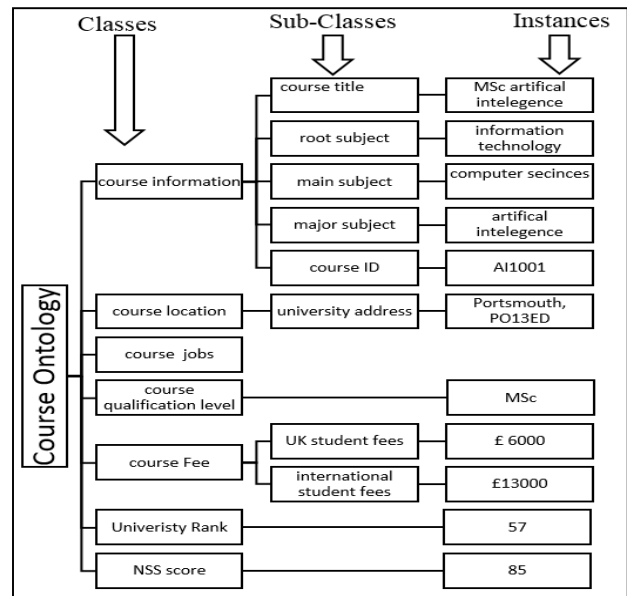 Classes
Sub-Classes
Instances
course title
MSc artifical
intelegence
root subject
information
technology
course information
main subject
computer secinces
major subject
artifical
intelegence
course ID
AI1001
Course Ontology
course location
university address
Portsmouth,
PO13ED
course jobs
course
qualification level
MSc
course Fee
UK student fees
£ 6000
international
student fees
£13000
Univeristy Rank
57
NSS score
85